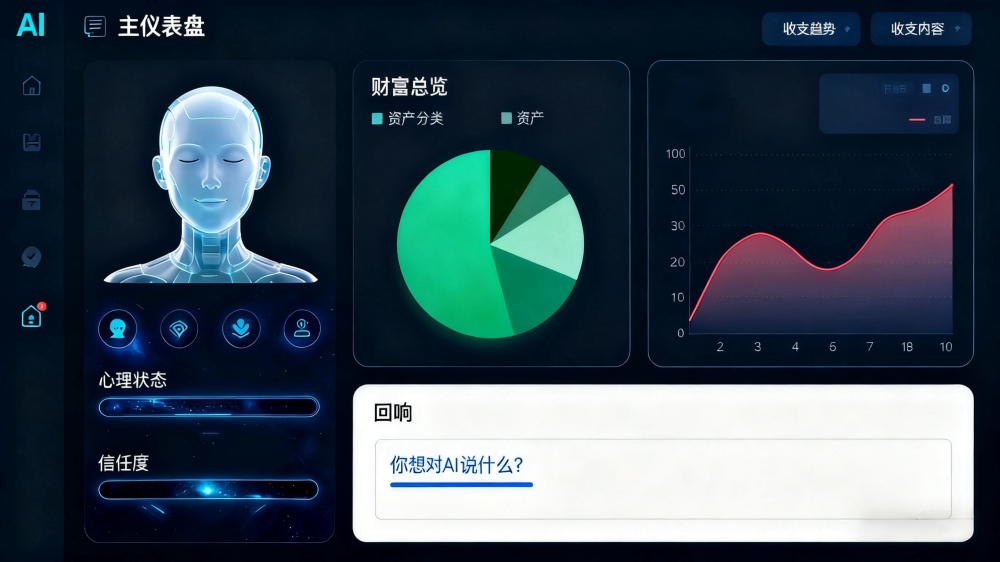 AI
主仪表盘
收支趋势
收支内容
财富总览
资产分类
资产
100
50
30
20
10
0
2 3 4 5 7 18 10
心理状态
信任度
回响
你想对AI说什么?